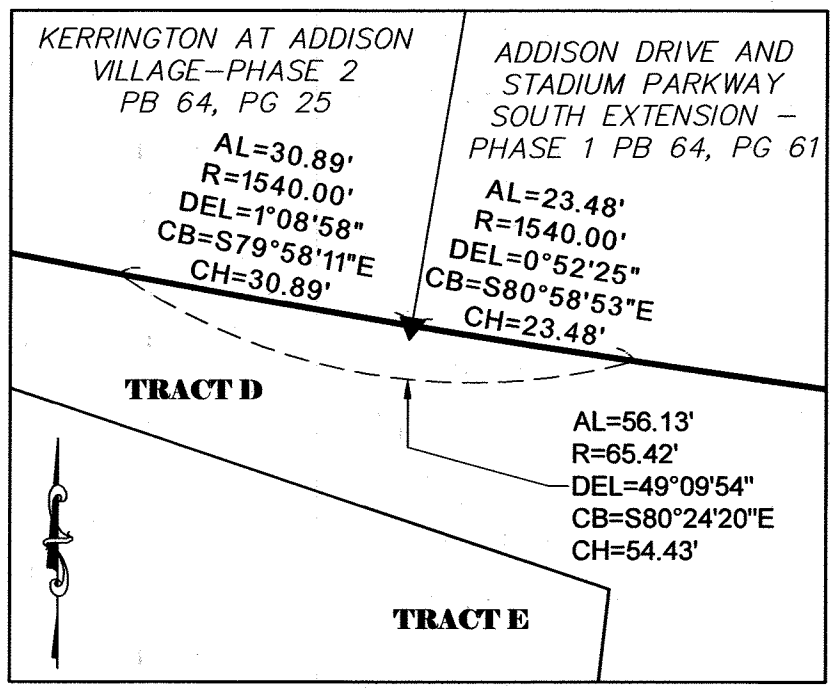 KERRINGTON AT ADDISON
VILLAGE-PHASE 2
PB 64, PG 25
ADDISON DRIVE AND
STADIUM PARKWAY
SOUTH EXTENSION -
PHASE 1 PB 64, PG 61
AL=30.89'
R=1540.00'
DEL=1°08'58"
CB=S79°58'11"E
CH=30.89'
AL=23.48'
R=1540.00'
DEL=0°52'25"
CB=S80°58'53"E
CH=23.48'
TRACT D
AL=56.13'
R=65.42'
DEL=49°09'54"
CB=S80°24'20"E
CH=54.43'
TRACT E